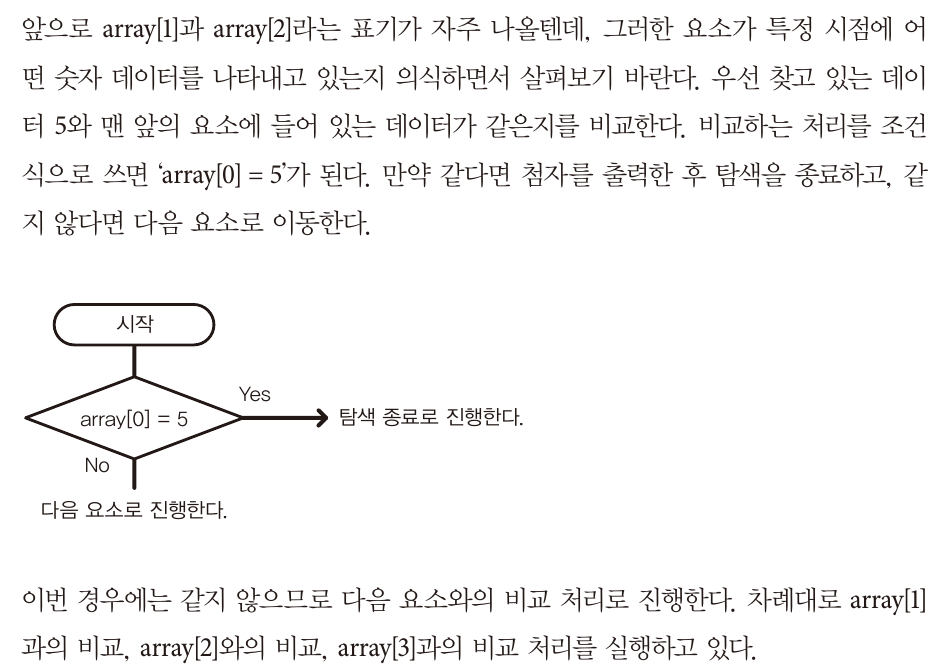 앞으로 array[1]과 array[2]라는 표기가 자주 나올텐데, 그러한 요소가 특정 시점에 어
떤 숫자 데이터를 나타내고 있는지 의식하면서 살펴보기 바란다. 우선 찾고 있는 데이
터 5와 맨 앞의 요소에 들어 있는 데이터가 같은지를 비교한다. 비교하는 처리를 조건
식으로 쓰면 ‘array[0] = 5’가 된다. 만약 같다면 첨자를 출력한 후 탐색을 종료하고, 같
지 않다면 다음 요소로 이동한다.
시작
Yes
array[0] = 5
탐색 종료로 진행한다.
No
다음 요소로 진행한다.
이번 경우에는 같지 않으므로 다음 요소와의 비교 처리로 진행한다. 차례대로 array[1]
과의 비교, array[2]와의 비교, array[3]과의 비교 처리를 실행하고 있다.